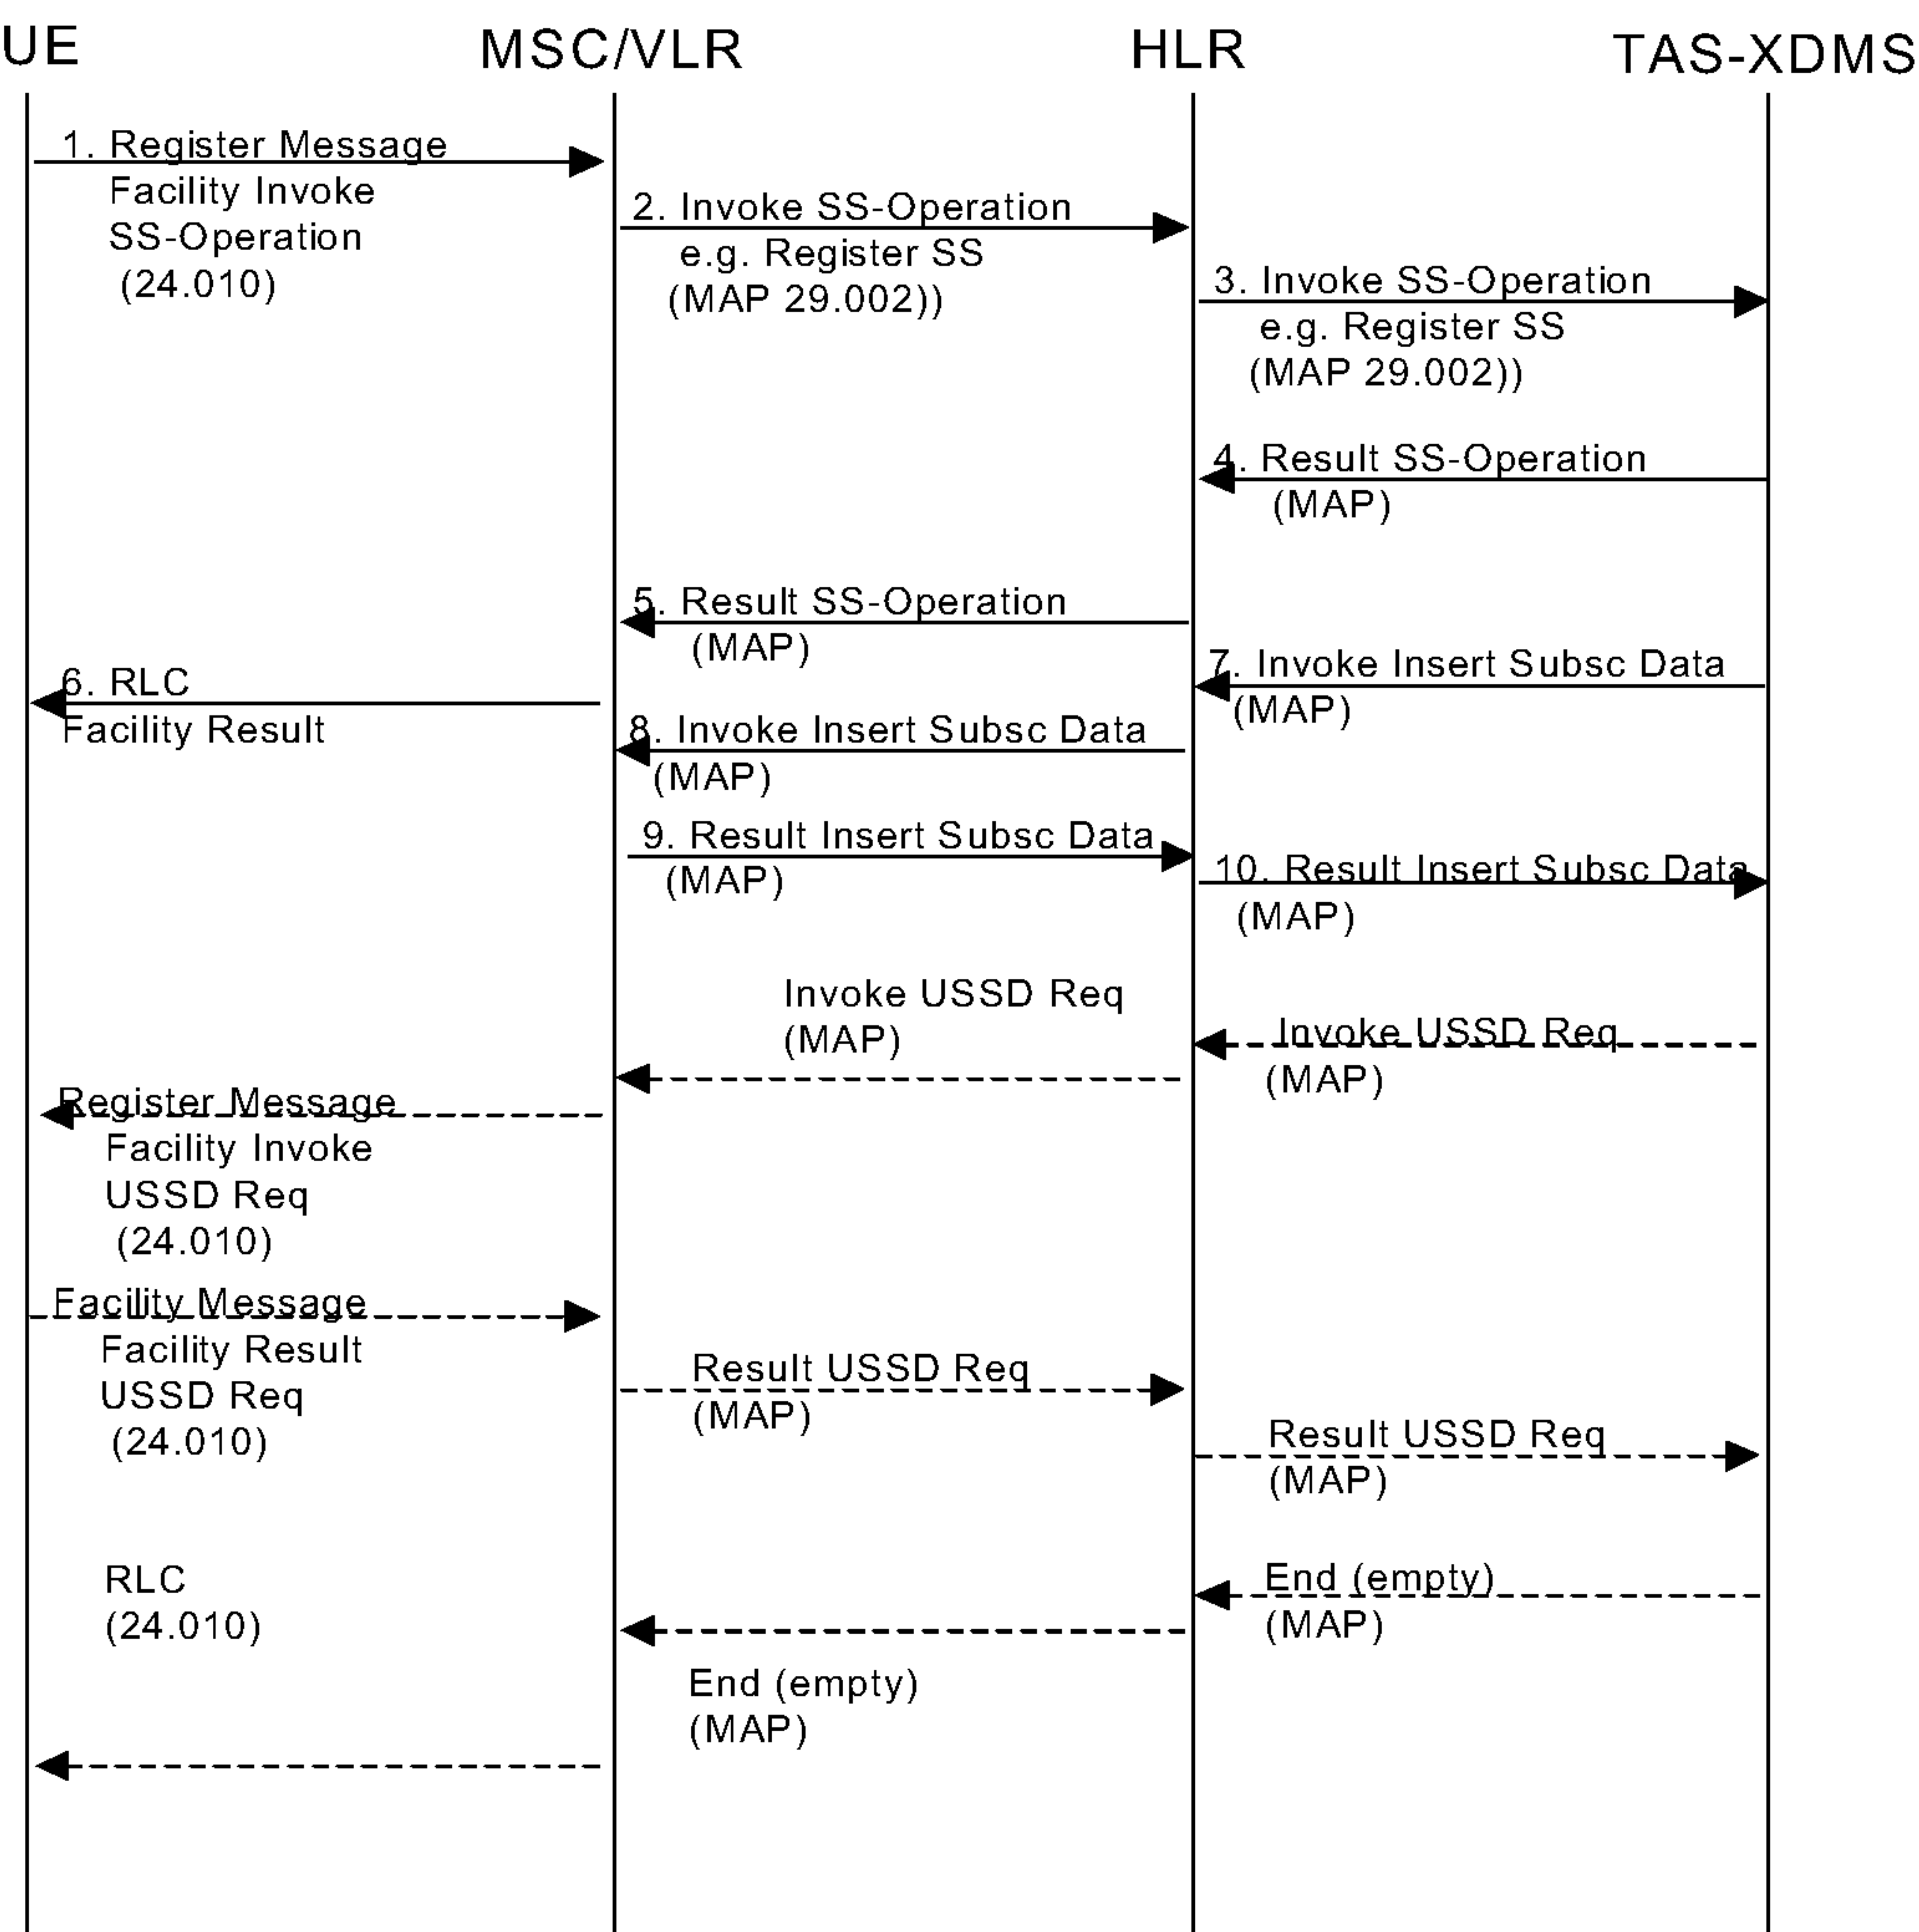 UE
MSC/VLR
HLR
TAS-XDMS
1. Register Message
Facility Invoke
SS-Operation
(24.010)
2. Invoke SS-Operation
e.g. Register SS
(MAP 29.002))
3. Invoke SS-Operation
e.g. Register SS
(MAP 29.002))
4. Result SS-Operation
(MAP)
5. Result SS-Operation
(MAP)
6. RLC
Facility Result
7. Invoke Insert Subsc Data
(MAP)
8. Invoke Insert Subsc Data
(MAP)
9. Result Insert Subsc Data
(MAP)
10. Result Insert Subsc Data
(MAP)
Invoke USSD Req
(MAP)
Invoke USSD Req
(MAP)
Register Message
Facility Invoke
USSD Req
(24.010)
Facility Message
Facility Result
USSD Req
(24.010)
Result USSD Req
(MAP)
Result USSD Req
(MAP)
RLC
(24.010)
End (empty)
(MAP)
End (empty)
(MAP)